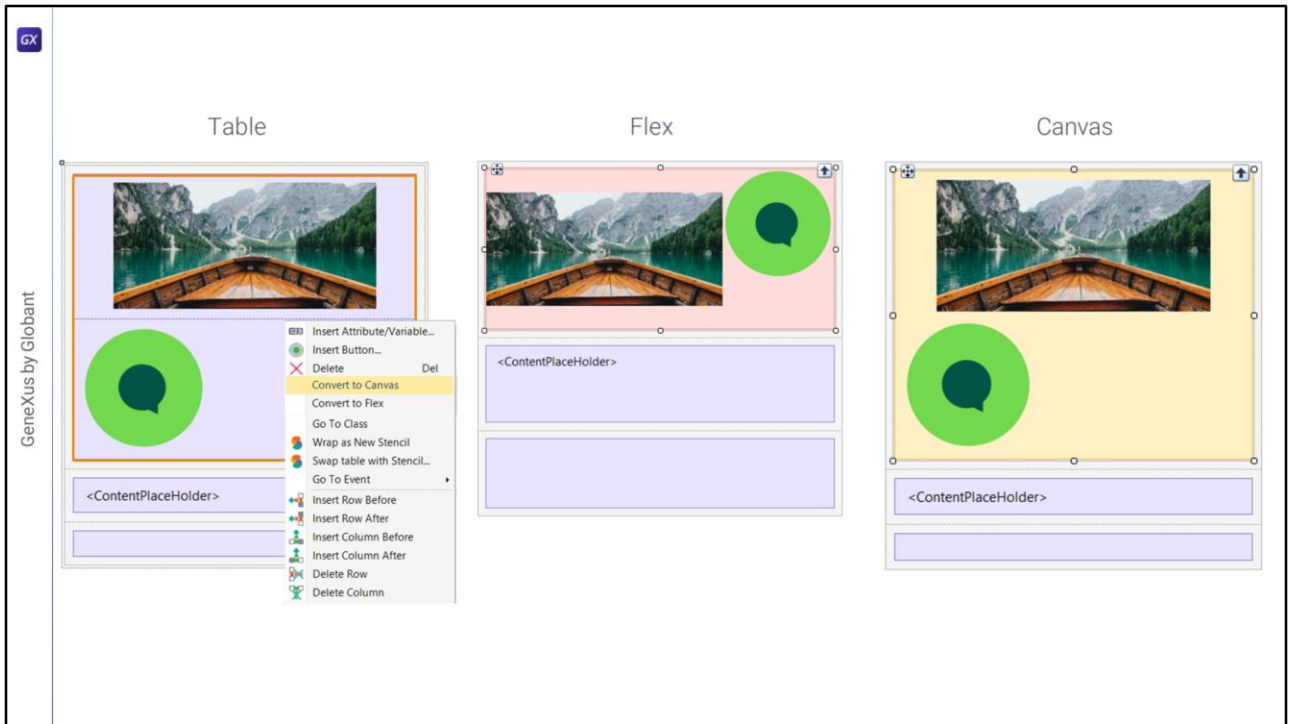 GX
GeneXus by Globant
Table
Flex
Canvas
Insert Attribute/Variable...
Insert Button...
Delete Del
Convert to Canvas
Convert to Flex
Go To Class
Wrap as New Stencil
Swap table with Stencil...
Go To Event
Insert Row Before
Insert Row After
Insert Column Before
Insert Column After
Delete Row
Delete Column
<ContentPlaceHolder>
<ContentPlaceHolder>
<ContentPlaceHolder>